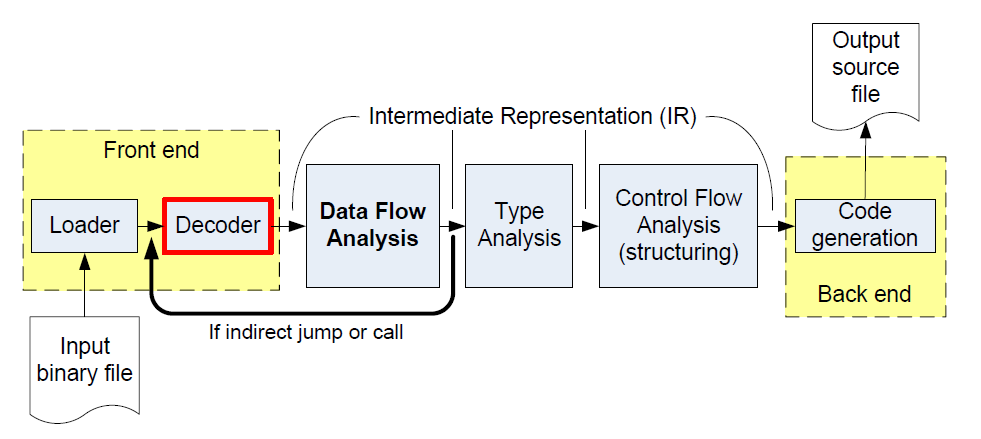 Output
source
file
Intermediate Representation (IR)
Front end
Loader
Decoder
Data Flow
Analysis
Type
Analysis
Control Flow
Analysis
(structuring)
Code
generation
Back end
If indirect jump or call
Input
binary file